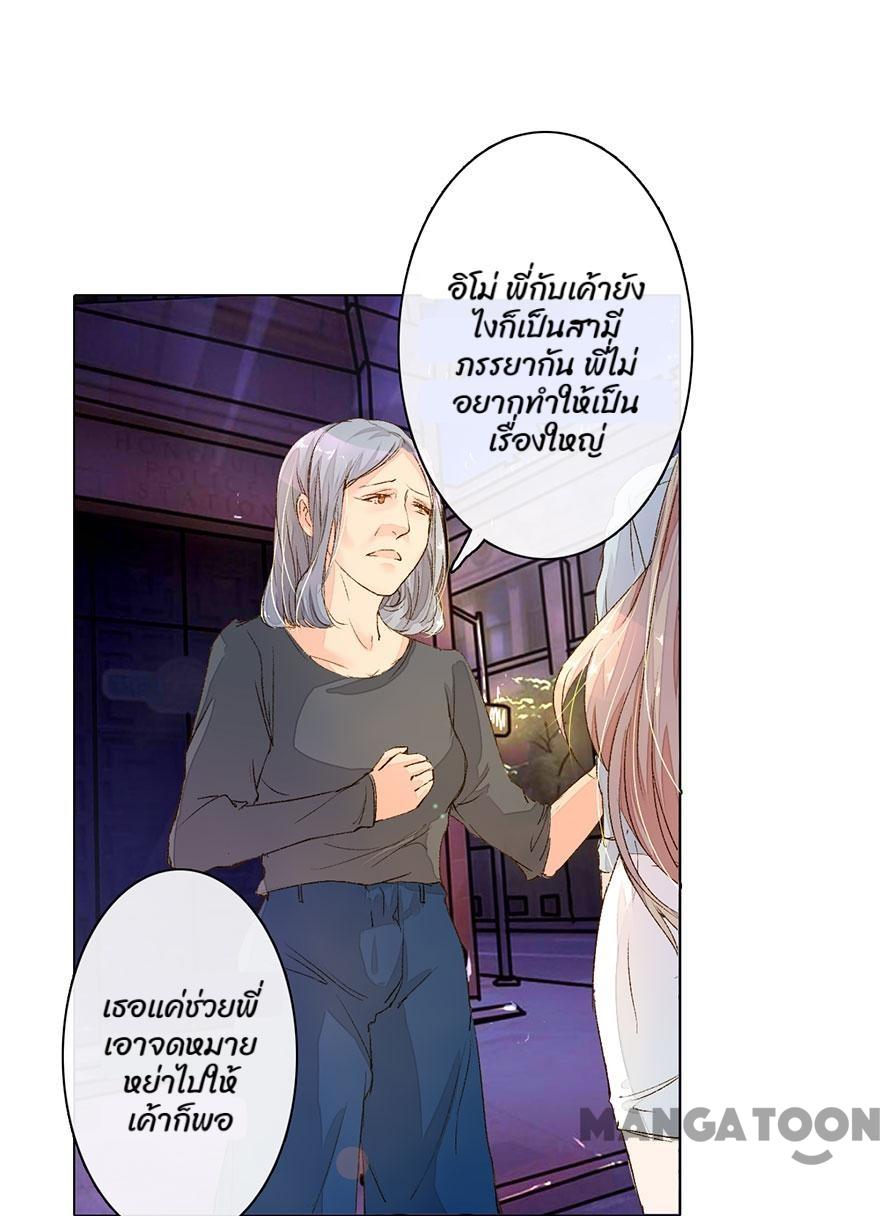 อิโม่ พี่กับเค้ายัง
ไงก็เป็นสามี
ภรรยากัน พี่ไม่
อยากทำให้เป็น
เรื่องใหญ่
POLICE
STATION
เธอแค่ช่วยพี่
เอาจดหมาย
หย่าไปให้
เค้าก็พอ
MANGATOON